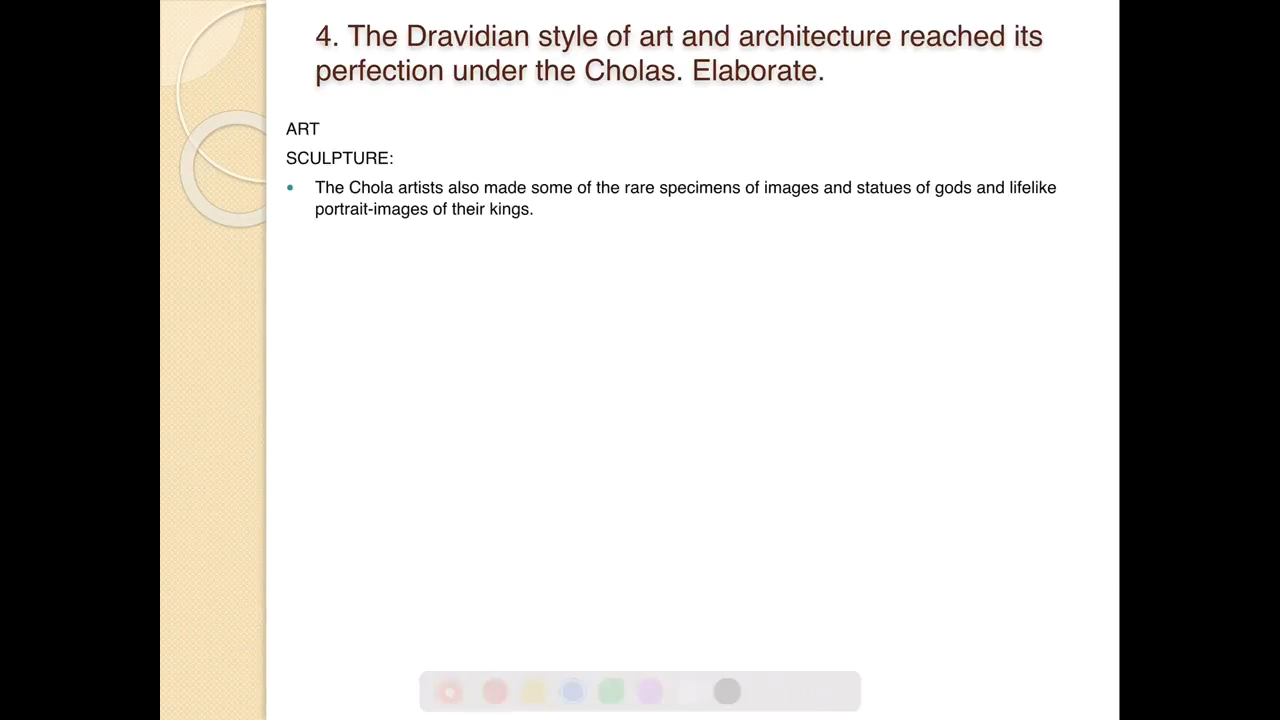 4. The Dravidian style of art and architecture reached its
perfection under the Cholas. Elaborate.
ART
SCULPTURE:
• The Chola artists also made some of the rare specimens of images and statues of gods and lifelike
portrait-images of their kings.